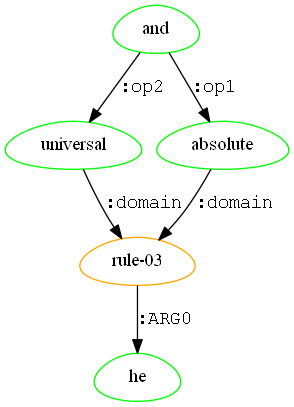 and
:op2 :op1
universal absolute
:domain :domain
rule-03
:ARG0
he